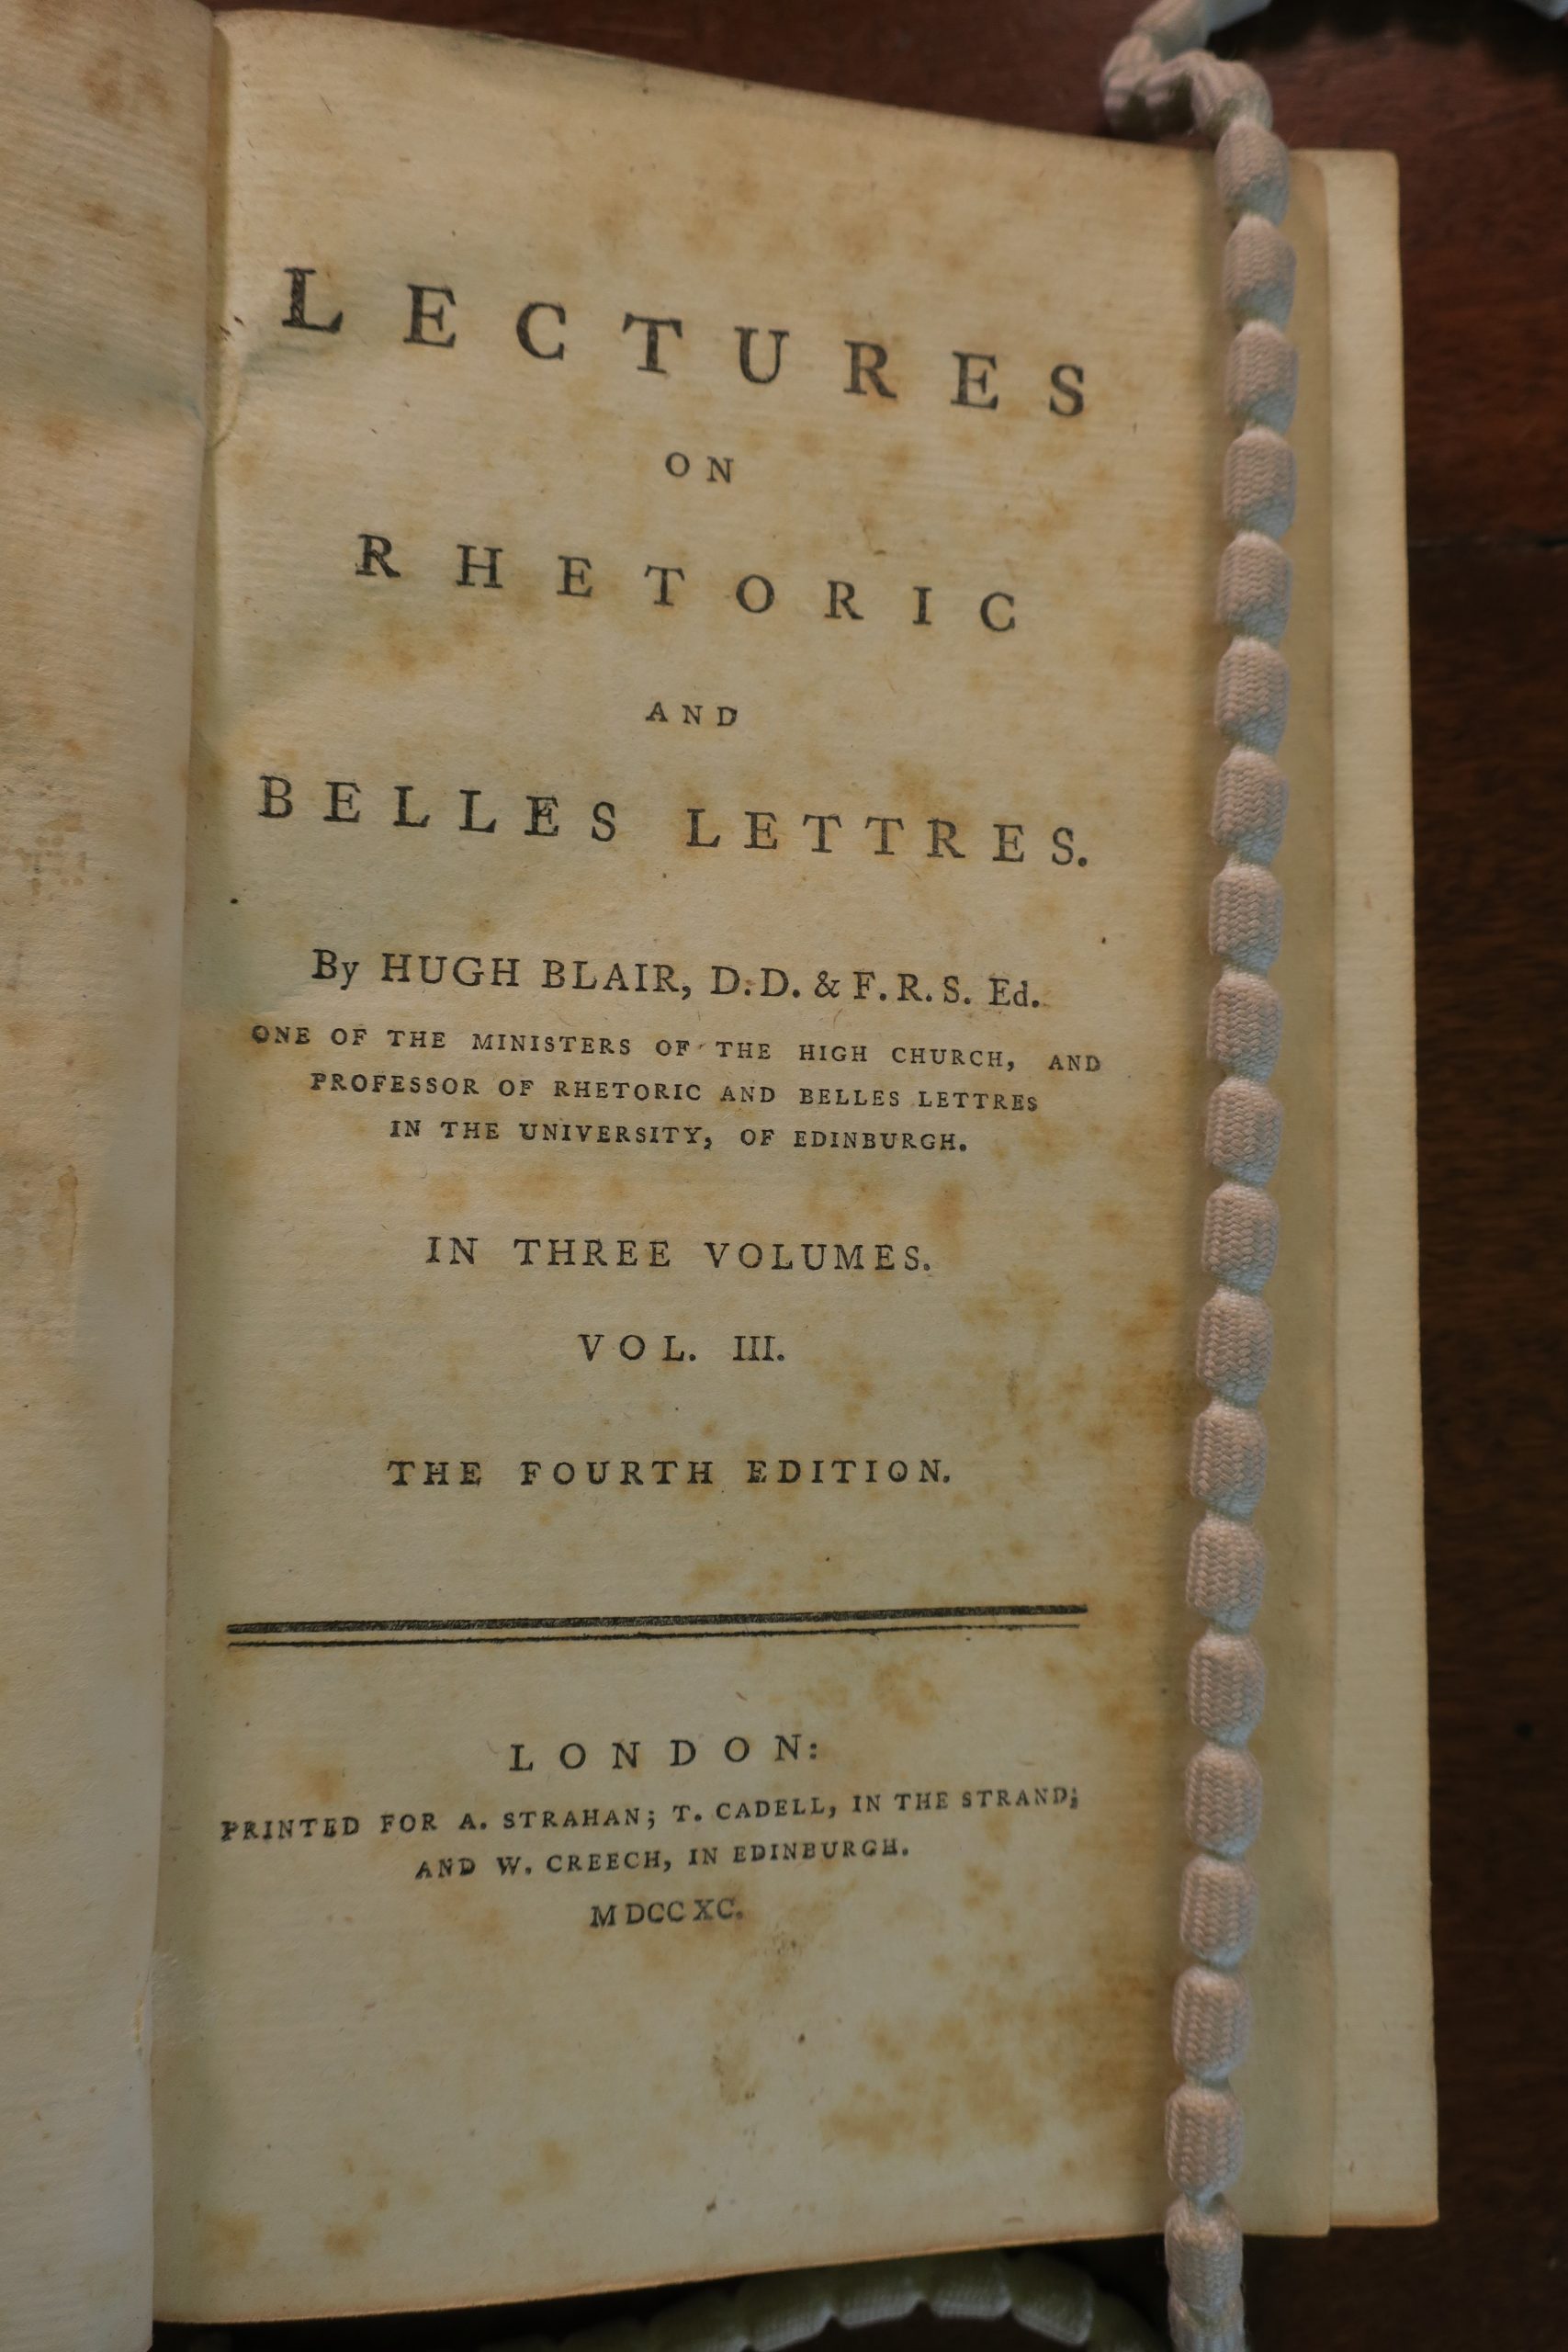 LECTURES
ON
RHETORIC
AND
BELLES LETTRES.
By HUGH BLAIR, D.D. & F.R.S. Ed.
ONE OF THE MINISTERS OF THE HIGH CHURCH, AND
PROFESSOR OF RHETORIC AND BELLES LETTRES
IN THE UNIVERSITY, OF EDINBURGH.
IN THREE VOLUMES.
VOL. III.
THE FOURTH EDITION.
LONDON:
PRINTED FOR A. STRAHAN; T. CADELL, IN THE STRAND;
AND W. CREECH, IN EDINBURGH.
MDCCXC.